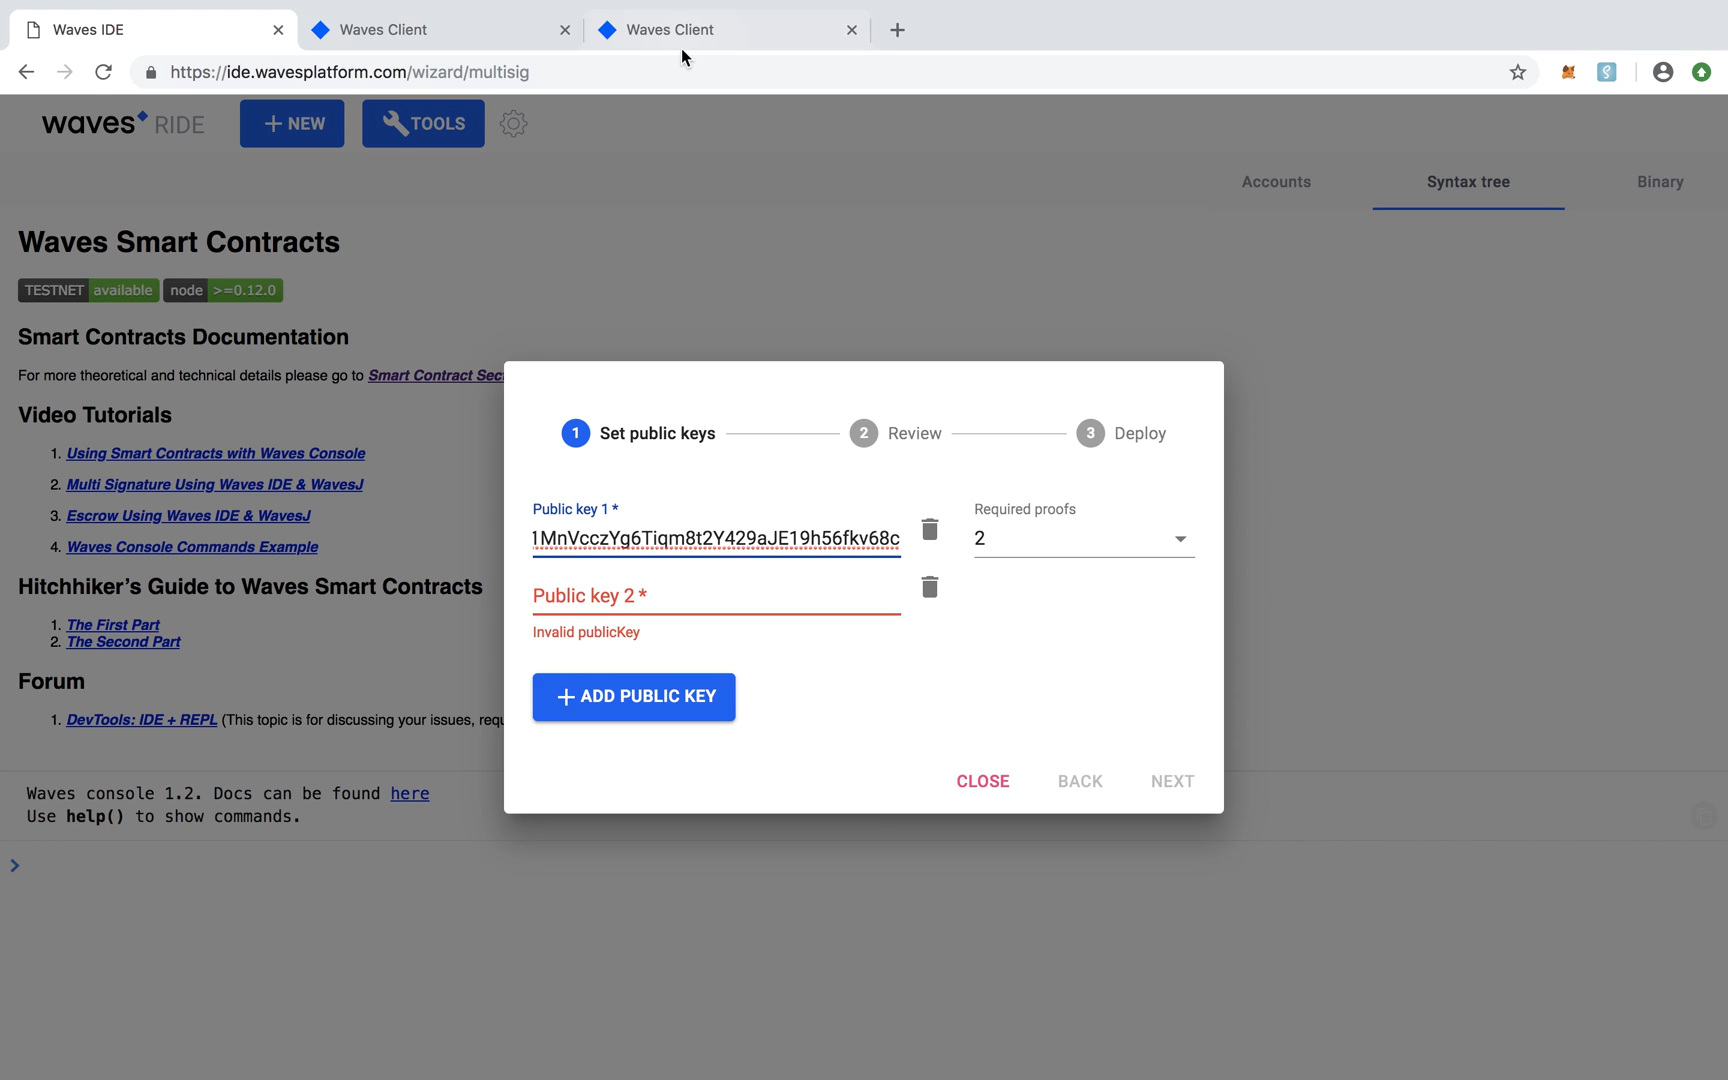 Waves IDE
Waves Client
Waves Client
https://ide.wavesplatform.com/wizard/multisig
waves RIDE
+ NEW
TOOLS
Accounts
Syntax tree
Binary
Waves Smart Contracts
TESTNET available node >=0.12.0
Smart Contracts Documentation
For more theoretical and technical details please go to Smart Contract
Video Tutorials
1. Using Smart Contracts with Waves Console
2. Multi Signature Using Waves IDE & WavesJ
3. Escrow Using Waves IDE & WavesJ
4. Waves Console Commands Example
Hitchhiker's Guide to Waves Smart Contracts
1. The First Part
2. The Second Part
Forum
1. DevTools: IDE + REPL (This topic is for discussing your issues,
1 Set public keys
2 Review
3 Deploy
Public key 1 *
1MnVcczYg6Tiqm8t2Y429aJE19h56fkv68c
Required proofs
2
Public key 2 *
Invalid publicKey
+ ADD PUBLIC KEY
CLOSE
BACK
NEXT
Waves console 1.2. Docs can be found here
Use help() to show commands.
>